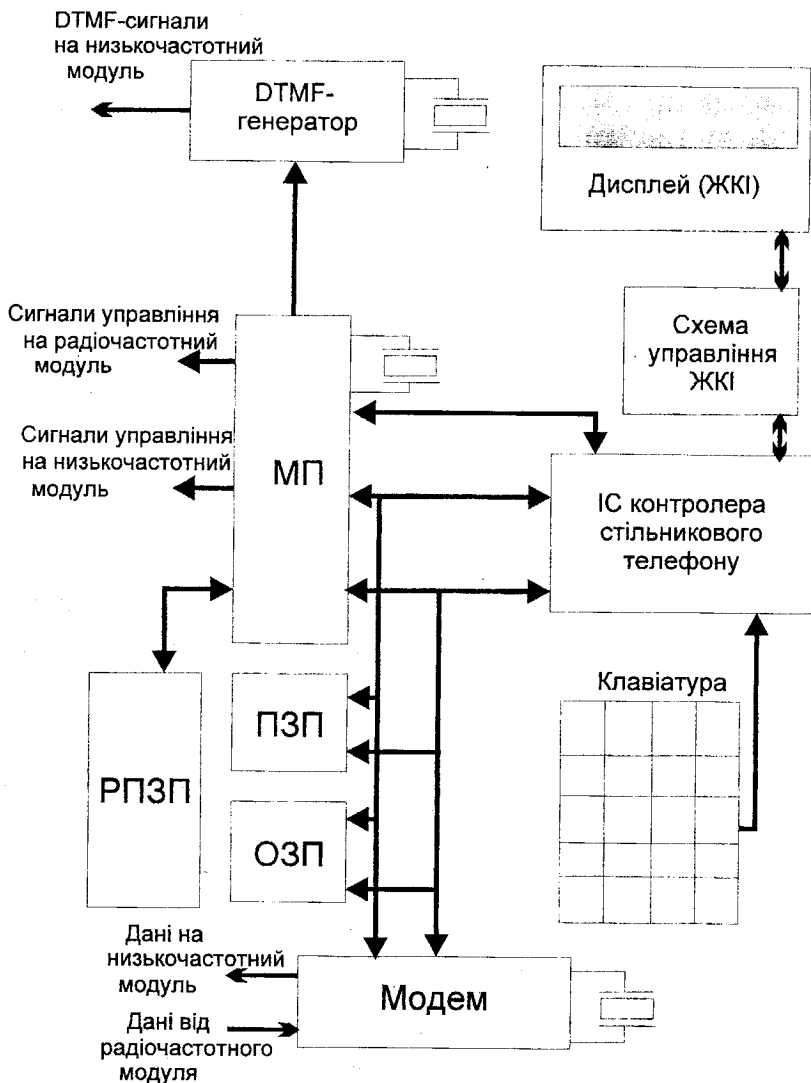 DTMF-сигнали
на низькочастотний
модуль
DTMF-
генератор
Дисплей (ЖКІ)
Сигнали управління
на радіочастотний
модуль
Схема
управління
ЖКІ
Сигнали управління
на низькочастотний
модуль
МП
ІС контролера
стільникового
телефону
Клавіатура
ПЗП
РПЗП
ОЗП
Дані на
низькочастотний
модуль
Модем
Дані від
радіочастотного
модуля